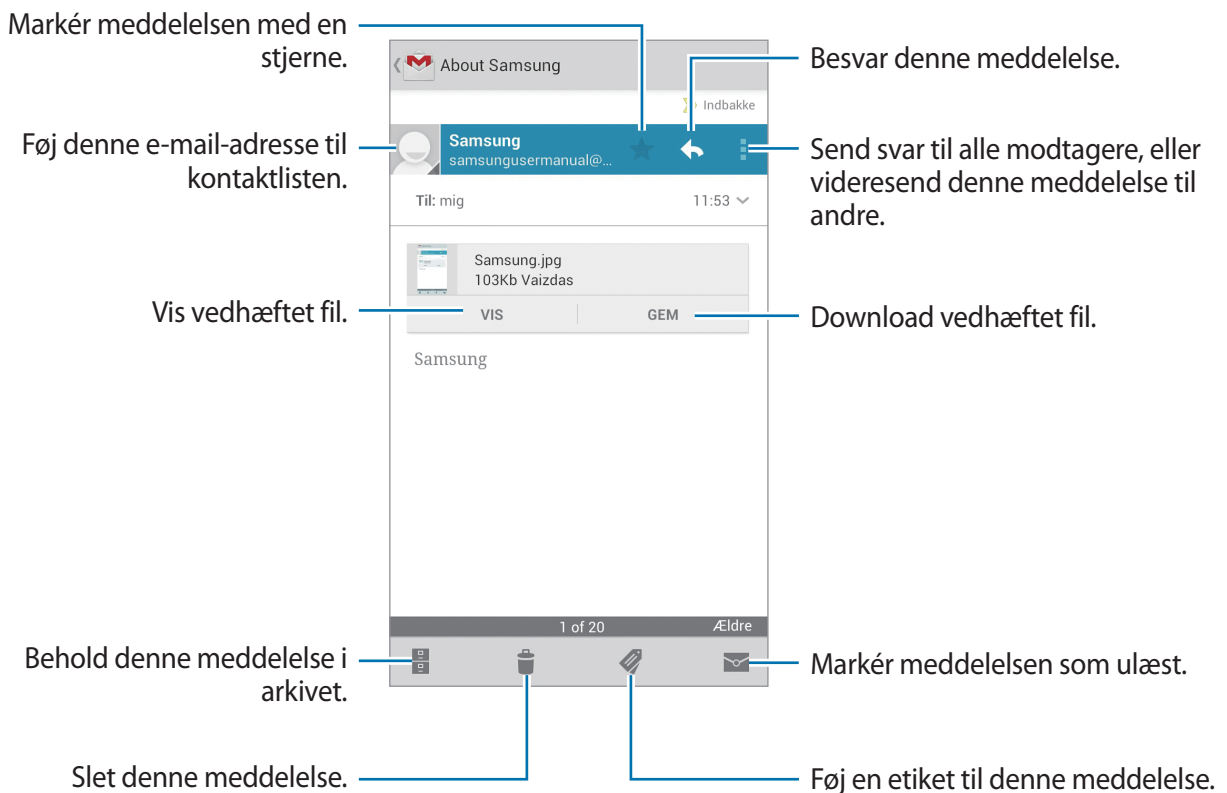 Markér meddelelsen med en
stjerne.
Føj denne e-mail-adresse til
kontaktlisten.
Vis vedhæftet fil.
Behold denne meddelelse i
arkivet.
Slet denne meddelelse.
About Samsung
Indbakke
Samsung
samsungusermanual@...
Til: mig 11:53
Samsung.jpg
103Kb Vaizdas
VIS GEM
Samsung
1 of 20 Ældre
Besvar denne meddelelse.
Send svar til alle modtagere, eller
videresend denne meddelelse til
andre.
Download vedhæftet fil.
Markér meddelelsen som ulæst.
Føj en etiket til denne meddelelse.